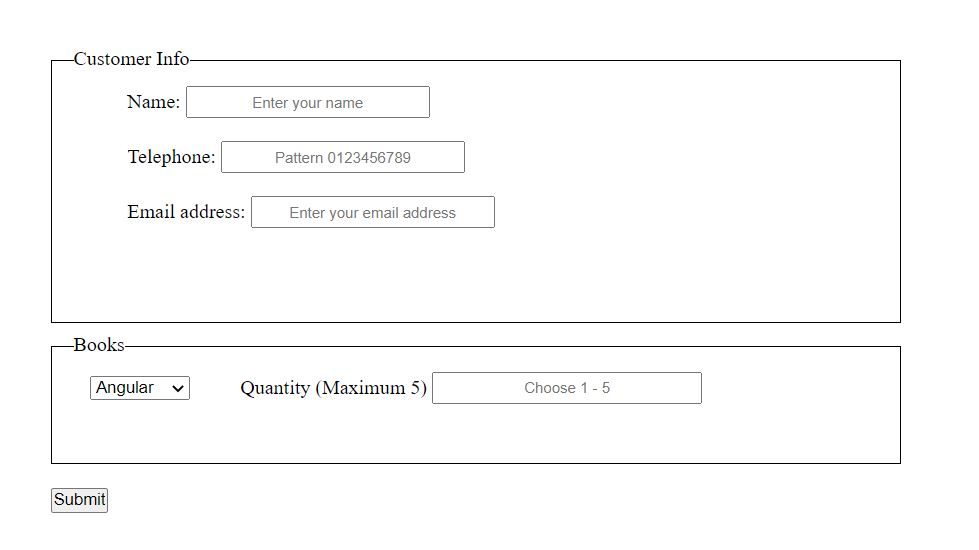 Customer Info
Name: Enter your name
Telephone: Pattern 0123456789
Email address: Enter your email address
Books
Angular Quantity (Maximum 5) Choose 1 - 5
Submit